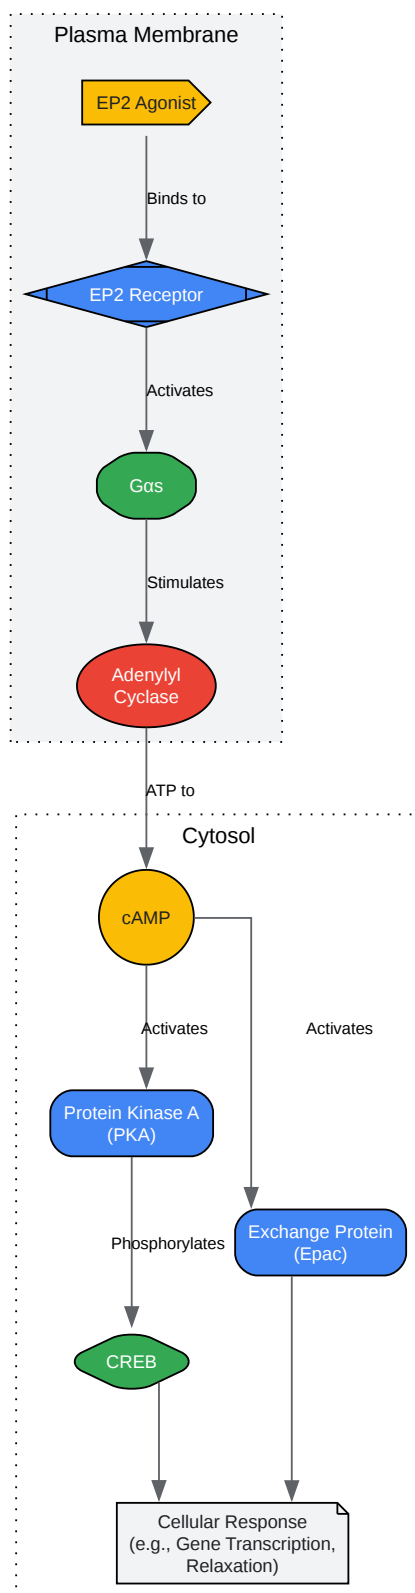 Plasma Membrane
EP2 Agonist
Binds to
EP2 Receptor
Activates
Gαs
Stimulates
Adenylyl
Cyclase
ATP to
Cytosol
cAMP
Activates
Activates
Protein Kinase A
(PKA)
Phosphorylates
Exchange Protein
(Epac)
CREB
Cellular Response
(e.g., Gene Transcription,
Relaxation)